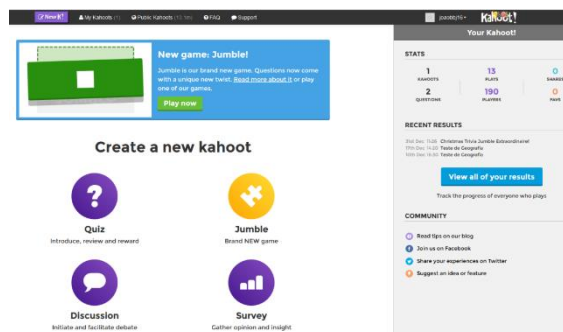 New K! My Kahoots (1) Public Kahoots FAQ Support Kahoot!
Your Kahoot!
New game: Jumble!
Jumble is our brand new game. Questions now come
with a unique new twist. Read more about it or play
one of our games.
Play now
STATS
1 13 0
KAHOOTS PLAYS SHARES
2 190 0
QUESTIONS PLAYERS FAVS
RECENT RESULTS
Christmas Trivia Jumble Extraordinaire!
Teste de Geografia
Teste de Geografia
View all of your results
Track the progress of everyone who plays
COMMUNITY
Read tips on our blog
Join us on Facebook
Share your experiences on Twitter
Suggest an idea or feature
Create a new kahoot
Quiz
Introduce, review and reward
Jumble
Brand NEW game
Discussion
Initiate and facilitate debate
Survey
Gather opinion and insight